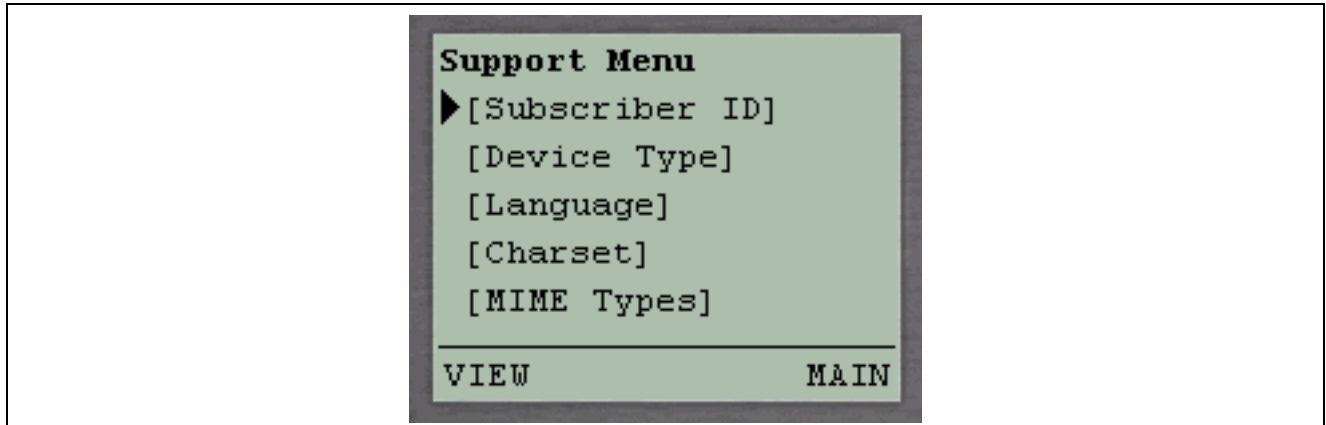 Support Menu
[Subscriber ID]
[Device Type]
[Language]
[Charset]
[MIME Types]
VIEW MAIN